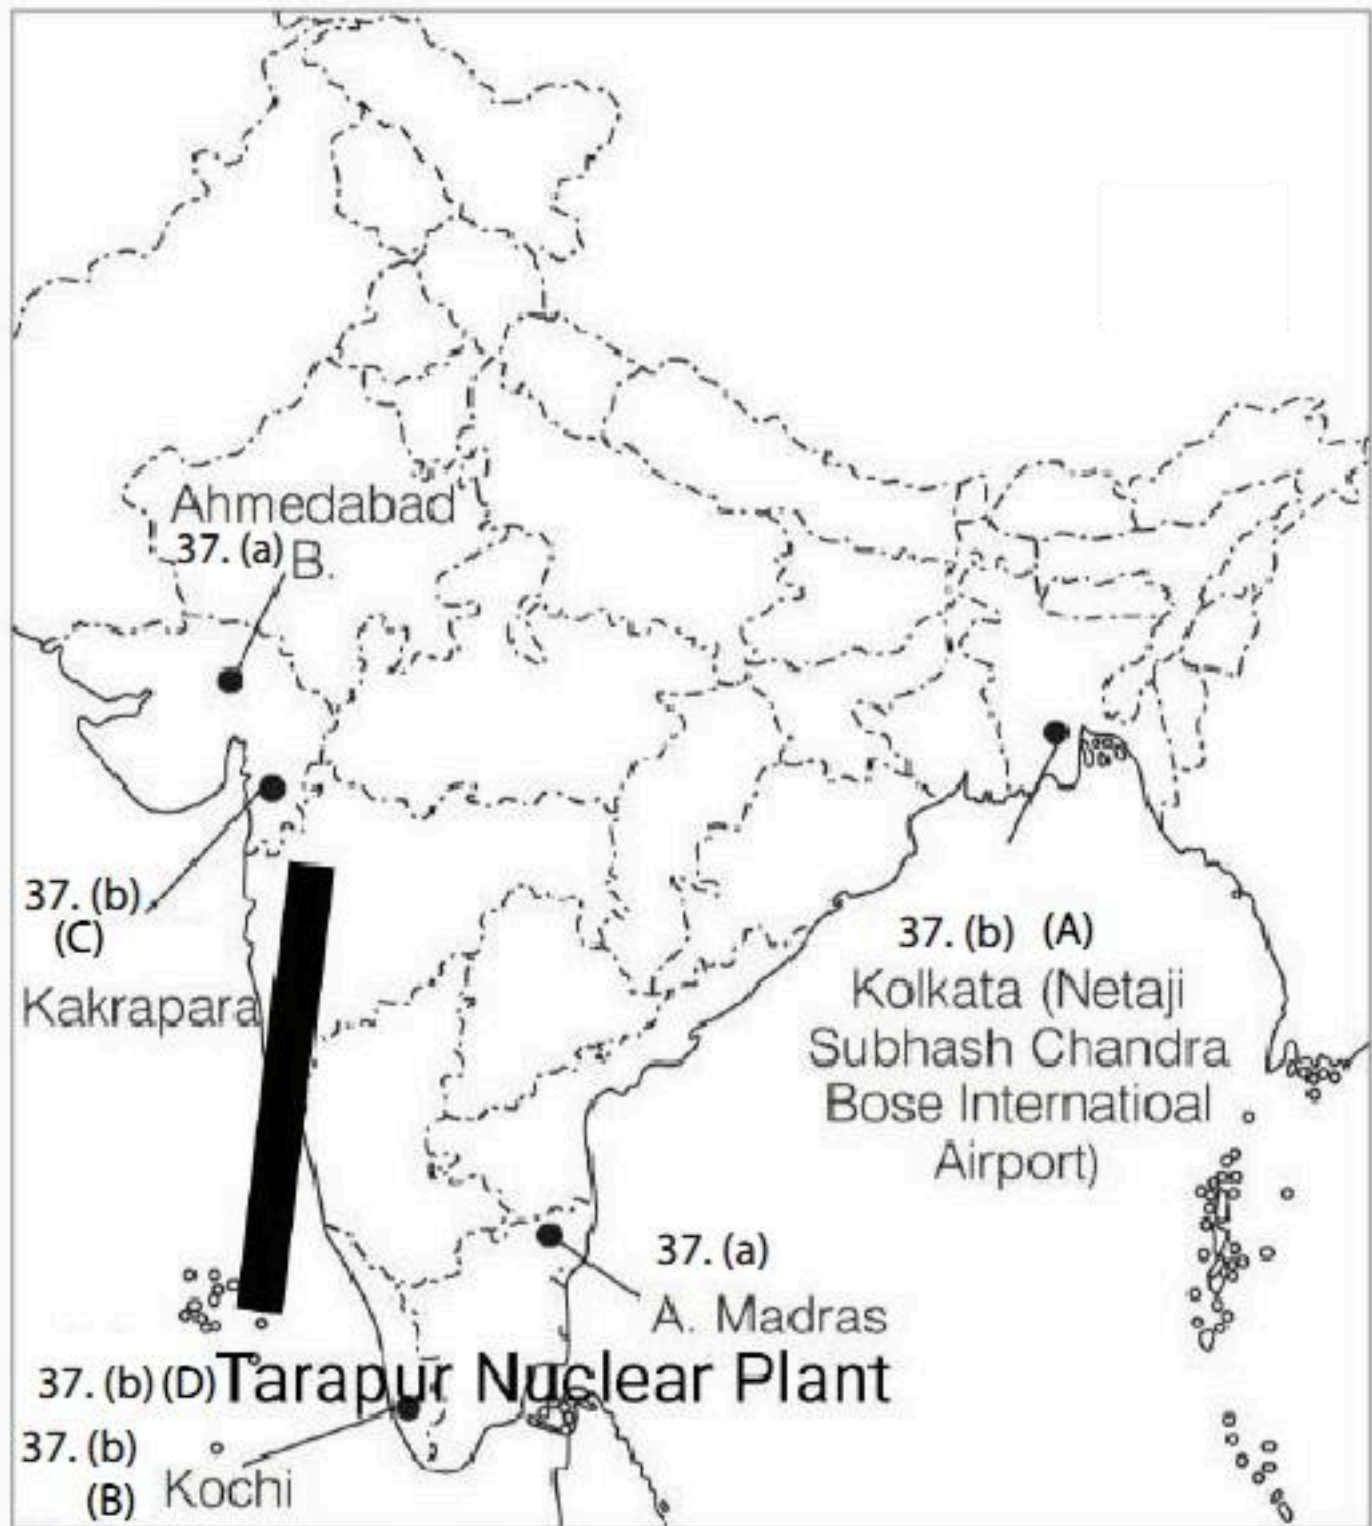 Ahmedabad
37. (a) B.
37. (b)
(C)
Kakrapara
37. (b) (A)
Kolkata (Netaji
Subhash Chandra
Bose Internatioal
Airport)
37. (a)
A. Madras
37. (b) (D) Tarapur Nuclear Plant
37. (b)
(B) Kochi